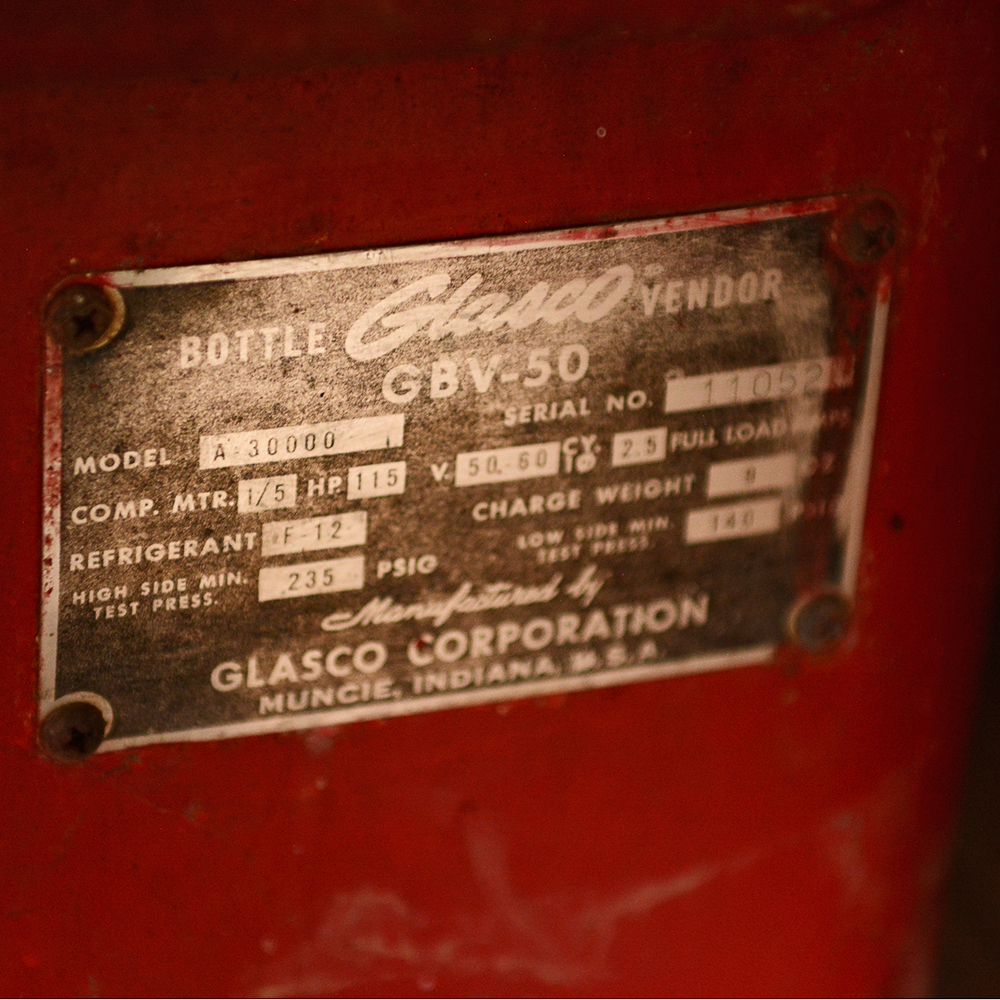 BOTTLE Glasco VENDOR
GBV-50
SERIAL NO. 11052
MODEL A-30000
COMP. MTR. 1/5 HP. 115 V. 50-60 CY. TO 2.5 FULL LOAD
REFRIGERANT F-12 CHARGE WEIGHT
HIGH SIDE MIN. TEST PRESS. 235 PSIG LOW SIDE MIN. TEST PRESS. 140 PSIG
Manufactured by
GLASCO CORPORATION
MUNCIE, INDIANA, U.S.A.